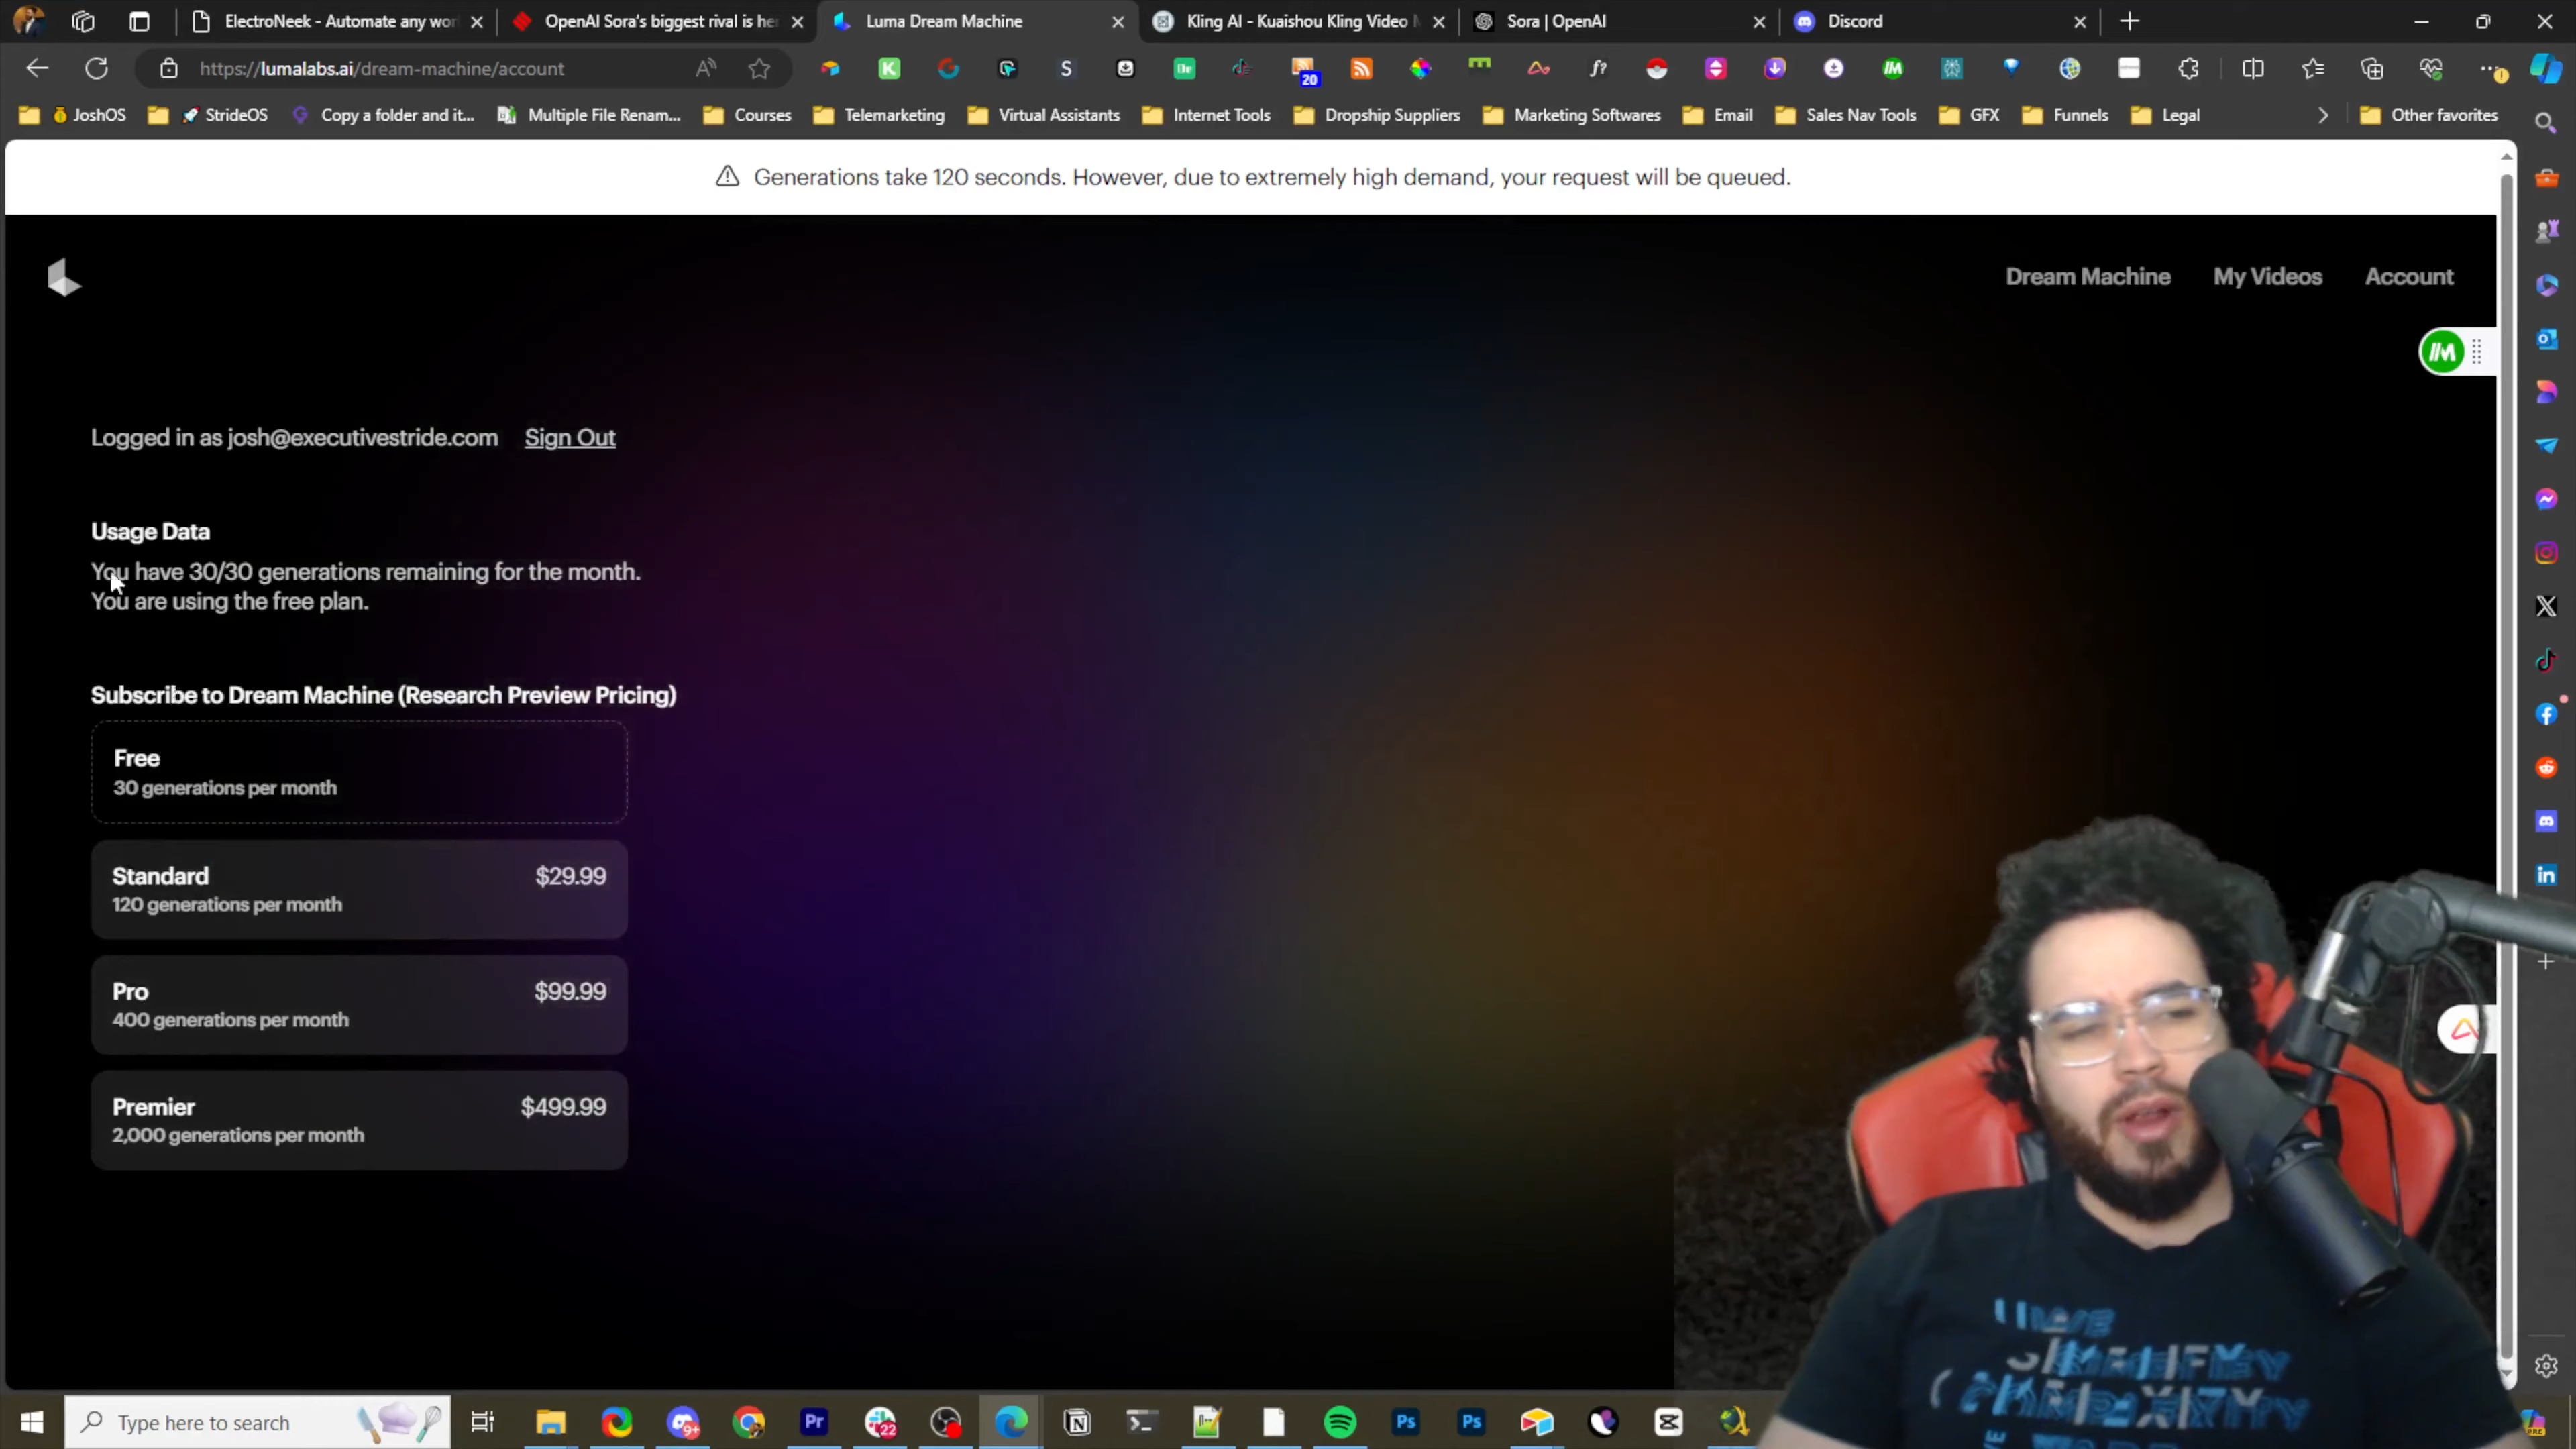 ElectroNeek - Automate any wor
OpenAI Sora's biggest rival is her
Luma Dream Machine
Kling AI - Kuaishou Kling Video M
Sora | OpenAI
Discord
https://lumalabs.ai/dream-machine/account
20
JoshOS
StrideOS
Copy a folder and it...
Multiple File Renam...
Courses
Telemarketing
Virtual Assistants
Internet Tools
Dropship Suppliers
Marketing Softwares
Email
Sales Nav Tools
GFX
Funnels
Legal
Other favorites
Generations take 120 seconds. However, due to extremely high demand, your request will be queued.
Dream Machine
My Videos
Account
Logged in as josh@executivestride.com
Sign Out
Usage Data
You have 30/30 generations remaining for the month.
You are using the free plan.
Subscribe to Dream Machine (Research Preview Pricing)
Free
30 generations per month
Standard
$29.99
120 generations per month
Pro
$99.99
400 generations per month
Premier
$499.99
2,000 generations per month
Type here to search
9+
Pr
22
Ps
Ps